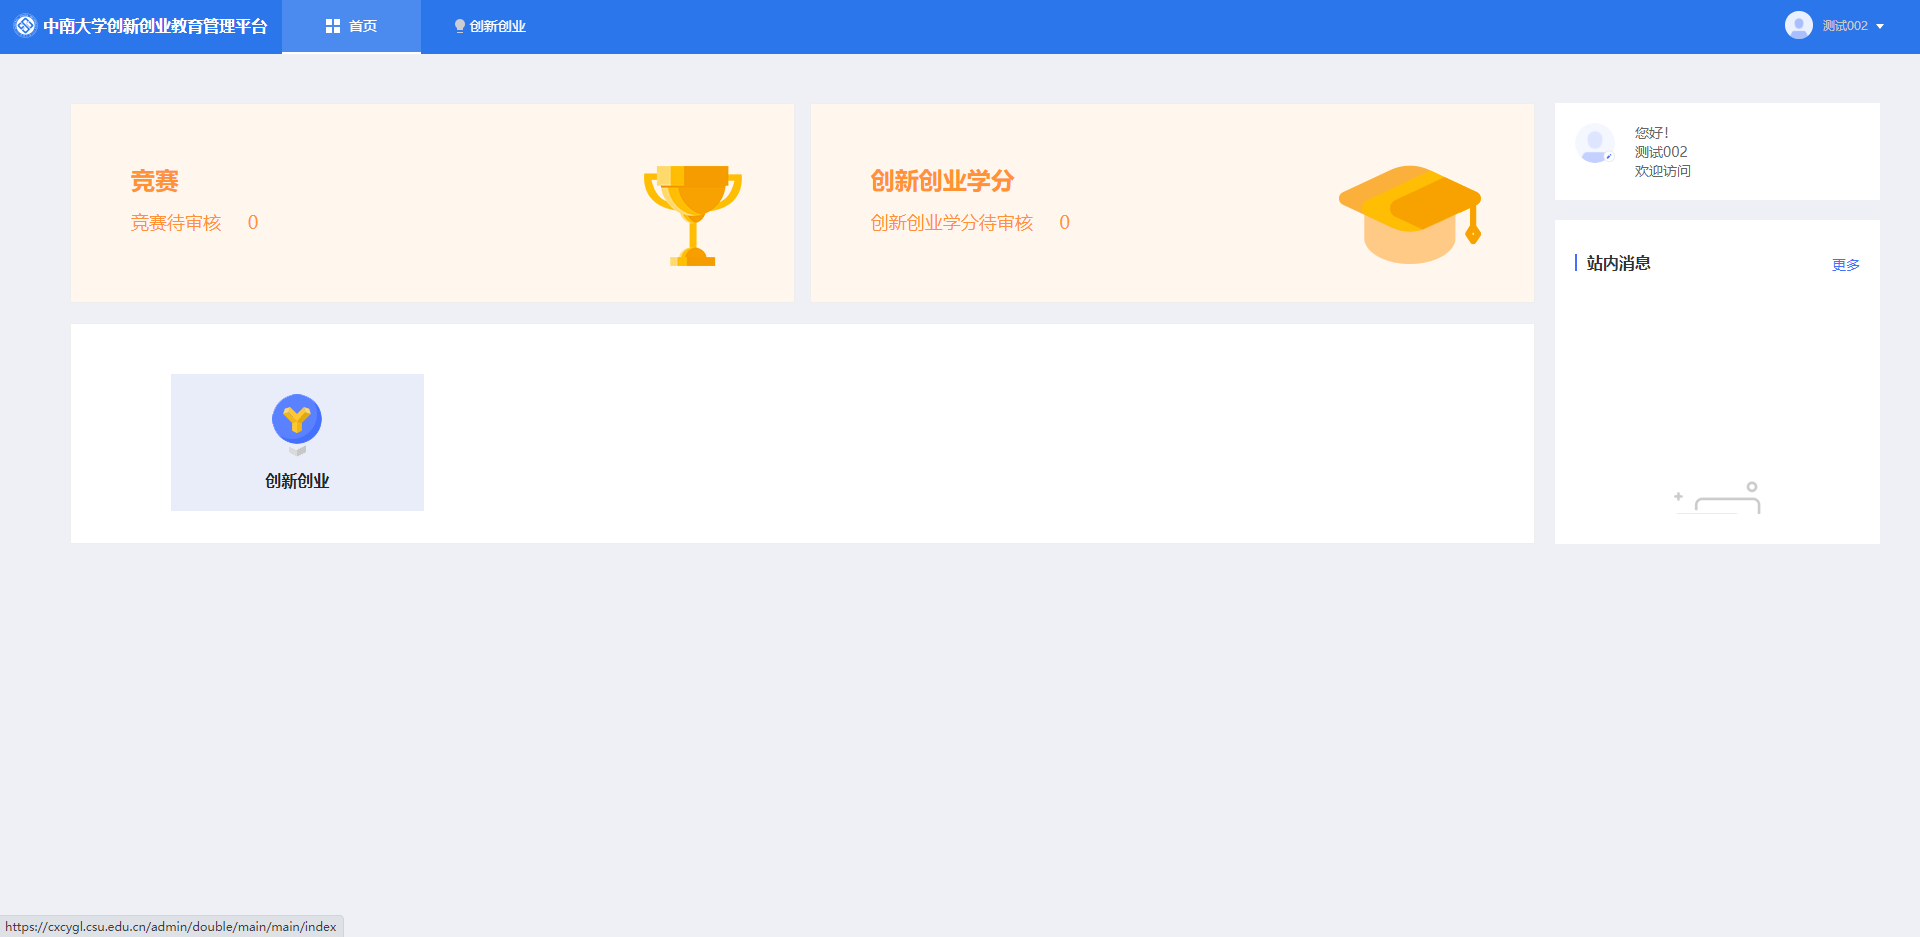 中南大学创新创业教育管理平台
首页
创新创业
测试002
竞赛
竞赛待审核 0
创新创业学分
创新创业学分待审核 0
您好！
测试002
欢迎访问
站内消息
更多
创新创业
https://cxcygl.csu.edu.cn/admin/double/main/main/index